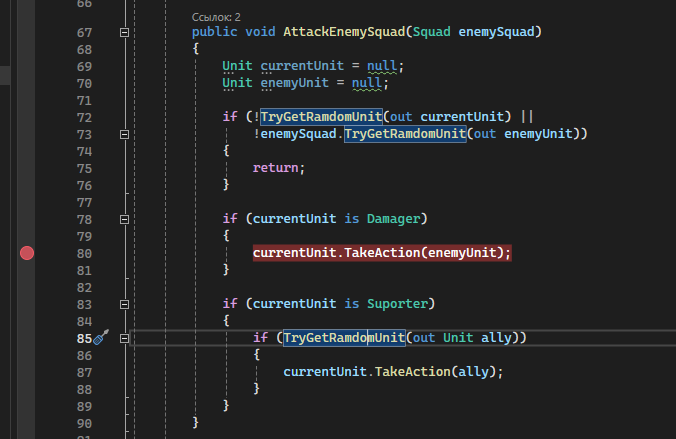 66
Ссылок: 2
67 public void AttackEnemySquad(Squad enemySquad)
68 {
69 Unit currentUnit = null;
70 Unit enemyUnit = null;
71
72 if (!TryGetRamdomUnit(out currentUnit) ||
73 !enemySquad.TryGetRamdomUnit(out enemyUnit))
74 {
75 return;
76 }
77
78 if (currentUnit is Damager)
79 {
80 currentUnit.TakeAction(enemyUnit);
81 }
82
83 if (currentUnit is Suporter)
84 {
85 if (TryGetRamdomUnit(out Unit ally))
86 {
87 currentUnit.TakeAction(ally);
88 }
89 }
90 }
91